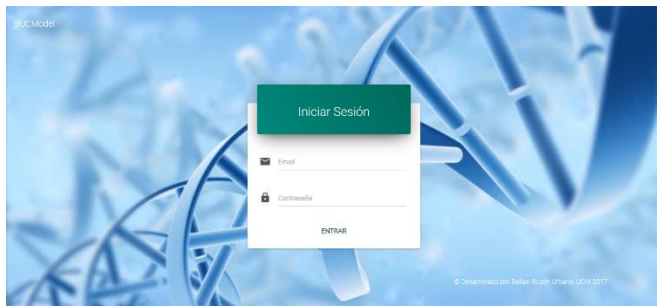 glUCModel
Iniciar Sesión
Email
Contraseña
ENTRAR
© Desarrollado por Rafael Buzón Urbano, UCM 2017